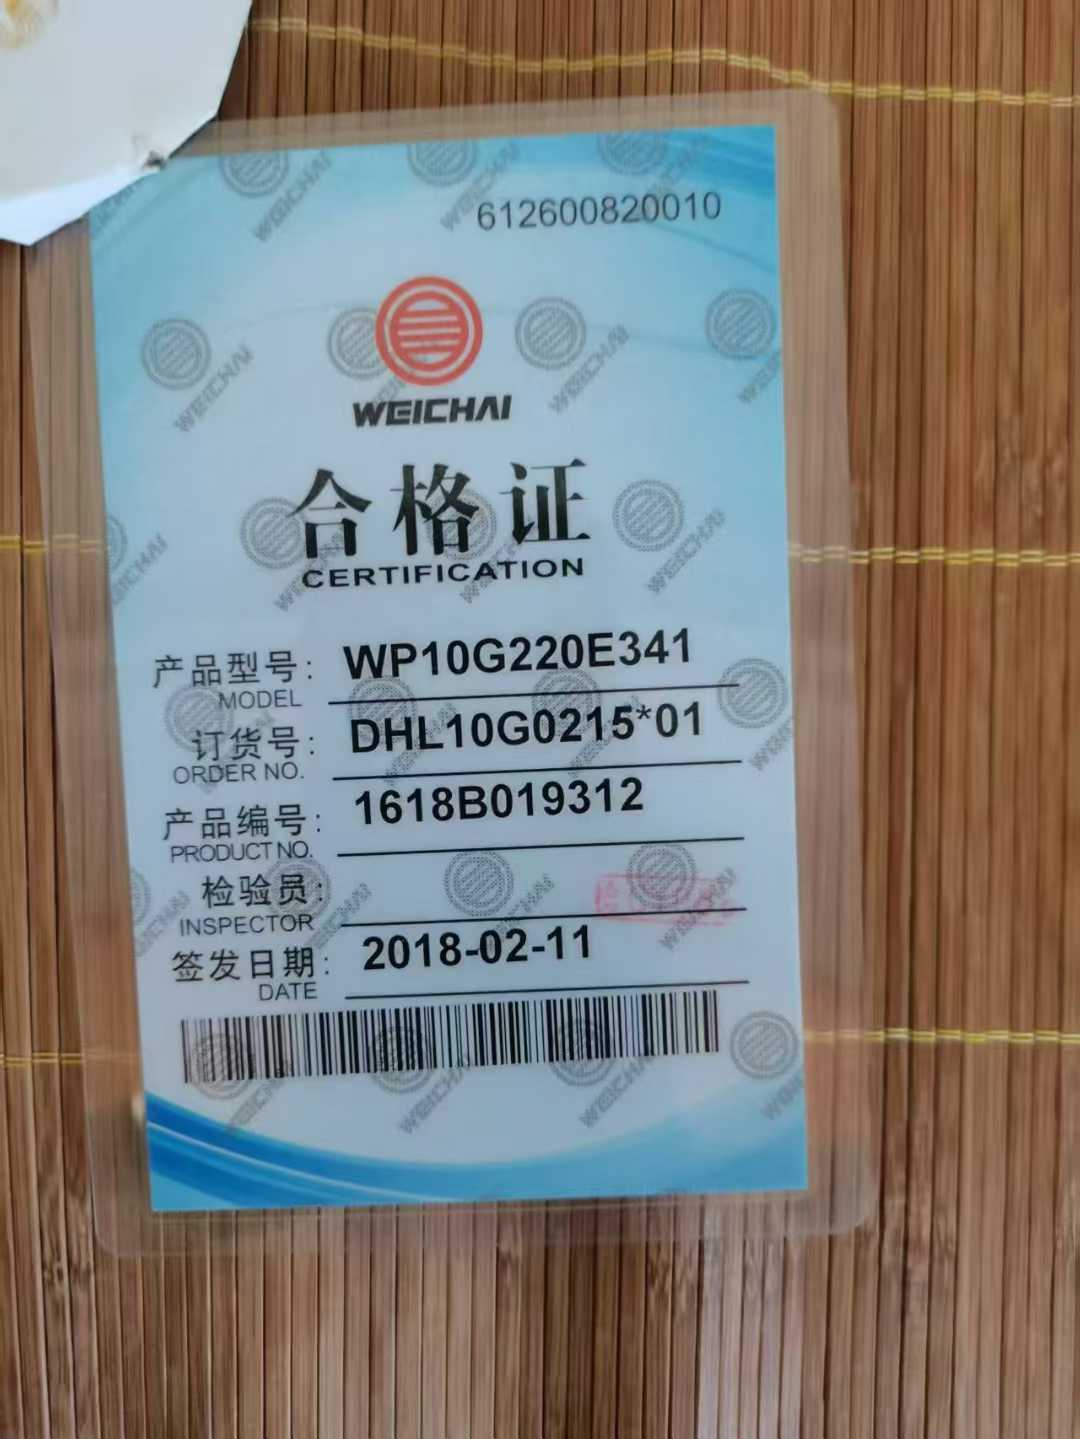 612600820010
WEICHAI
合格证
CERTIFICATION
产品型号: WP10G220E341
MODEL
订货号: DHL10G0215*01
ORDER NO.
产品编号: 1618B019312
PRODUCT NO.
检验员:
INSPECTOR
签发日期: 2018-02-11
DATE